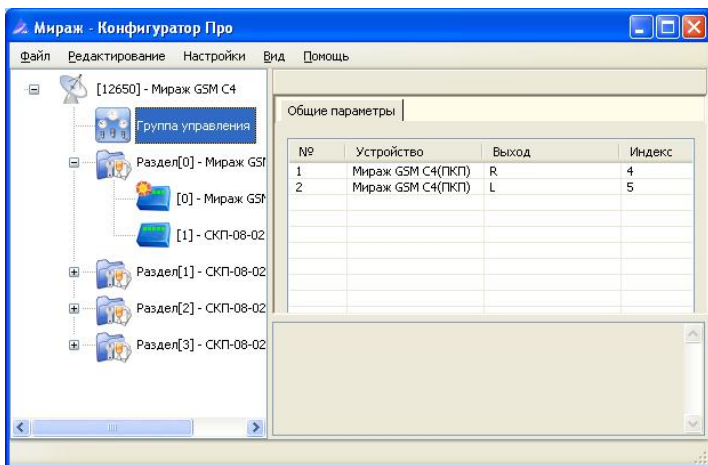 Мираж - Конфигуратор Про
Файл Редактирование Настройки Вид Помощь
[12650] - Мираж GSM C4
Группа управления
Раздел[0] - Мираж GSM
[0] - Мираж GSM
[1] - СКП-08-02
Раздел[1] - СКП-08-02
Раздел[2] - СКП-08-02
Раздел[3] - СКП-08-02
Общие параметры
№ Устройство Выход Индекс
1 Мираж GSM C4(ПКП) R 4
2 Мираж GSM C4(ПКП) L 5